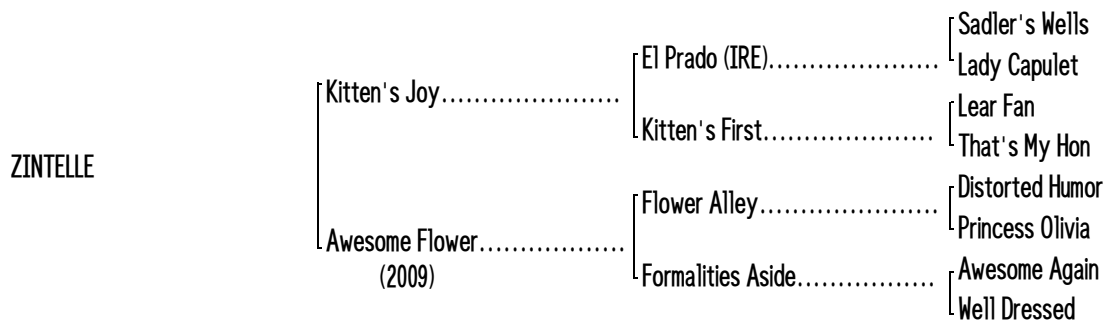 Sadler's Wells
El Prado (IRE).....................
Lady Capulet
Kitten's Joy......................
Lear Fan
Kitten's First.....................
That's My Hon
ZINTELLE
Distorted Humor
Flower Alley......................
Princess Olivia
Awesome Flower..................
(2009)
Awesome Again
Formalities Aside.................
Well Dressed